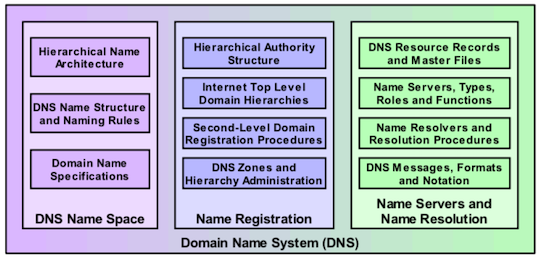 Hierarchical Name
Architecture
DNS Name Structure
and Naming Rules
Domain Name
Specifications
DNS Name Space
Hierarchical Authority
Structure
Internet Top Level
Domain Hierarchies
Second-Level Domain
Registration Procedures
DNS Zones and
Hierarchy Administration
Name Registration
DNS Resource Records
and Master Files
Name Servers, Types,
Roles and Functions
Name Resolvers and
Resolution Procedures
DNS Messages, Formats
and Notation
Name Servers and
Name Resolution
Domain Name System (DNS)